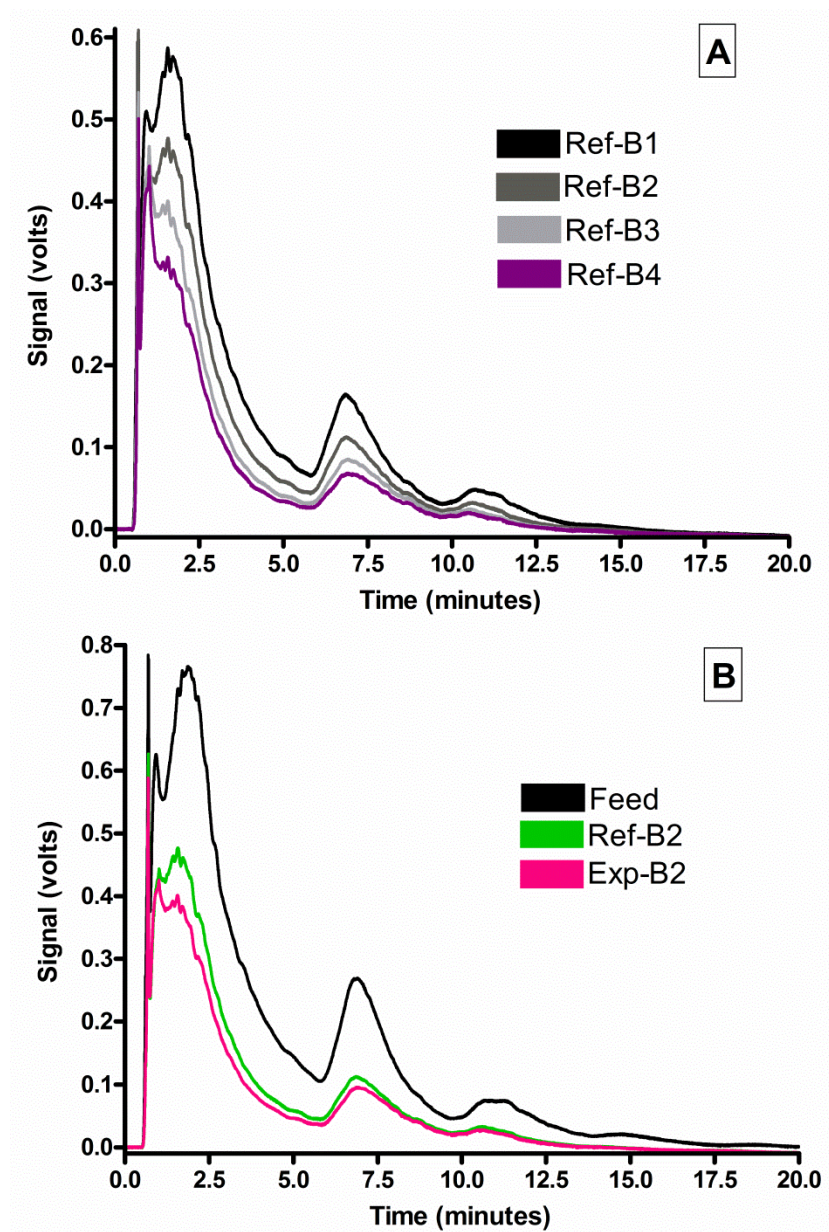 A
0.6
0.5
0.4
0.3
0.2
0.1
0.0
Signal (volts)
Ref-B1
Ref-B2
Ref-B3
Ref-B4
0.0 2.5 5.0 7.5 10.0 12.5 15.0 17.5 20.0
Time (minutes)
B
0.8
0.7
0.6
0.5
0.4
0.3
0.2
0.1
0.0
Signal (volts)
Feed
Ref-B2
Exp-B2
0.0 2.5 5.0 7.5 10.0 12.5 15.0 17.5 20.0
Time (minutes)